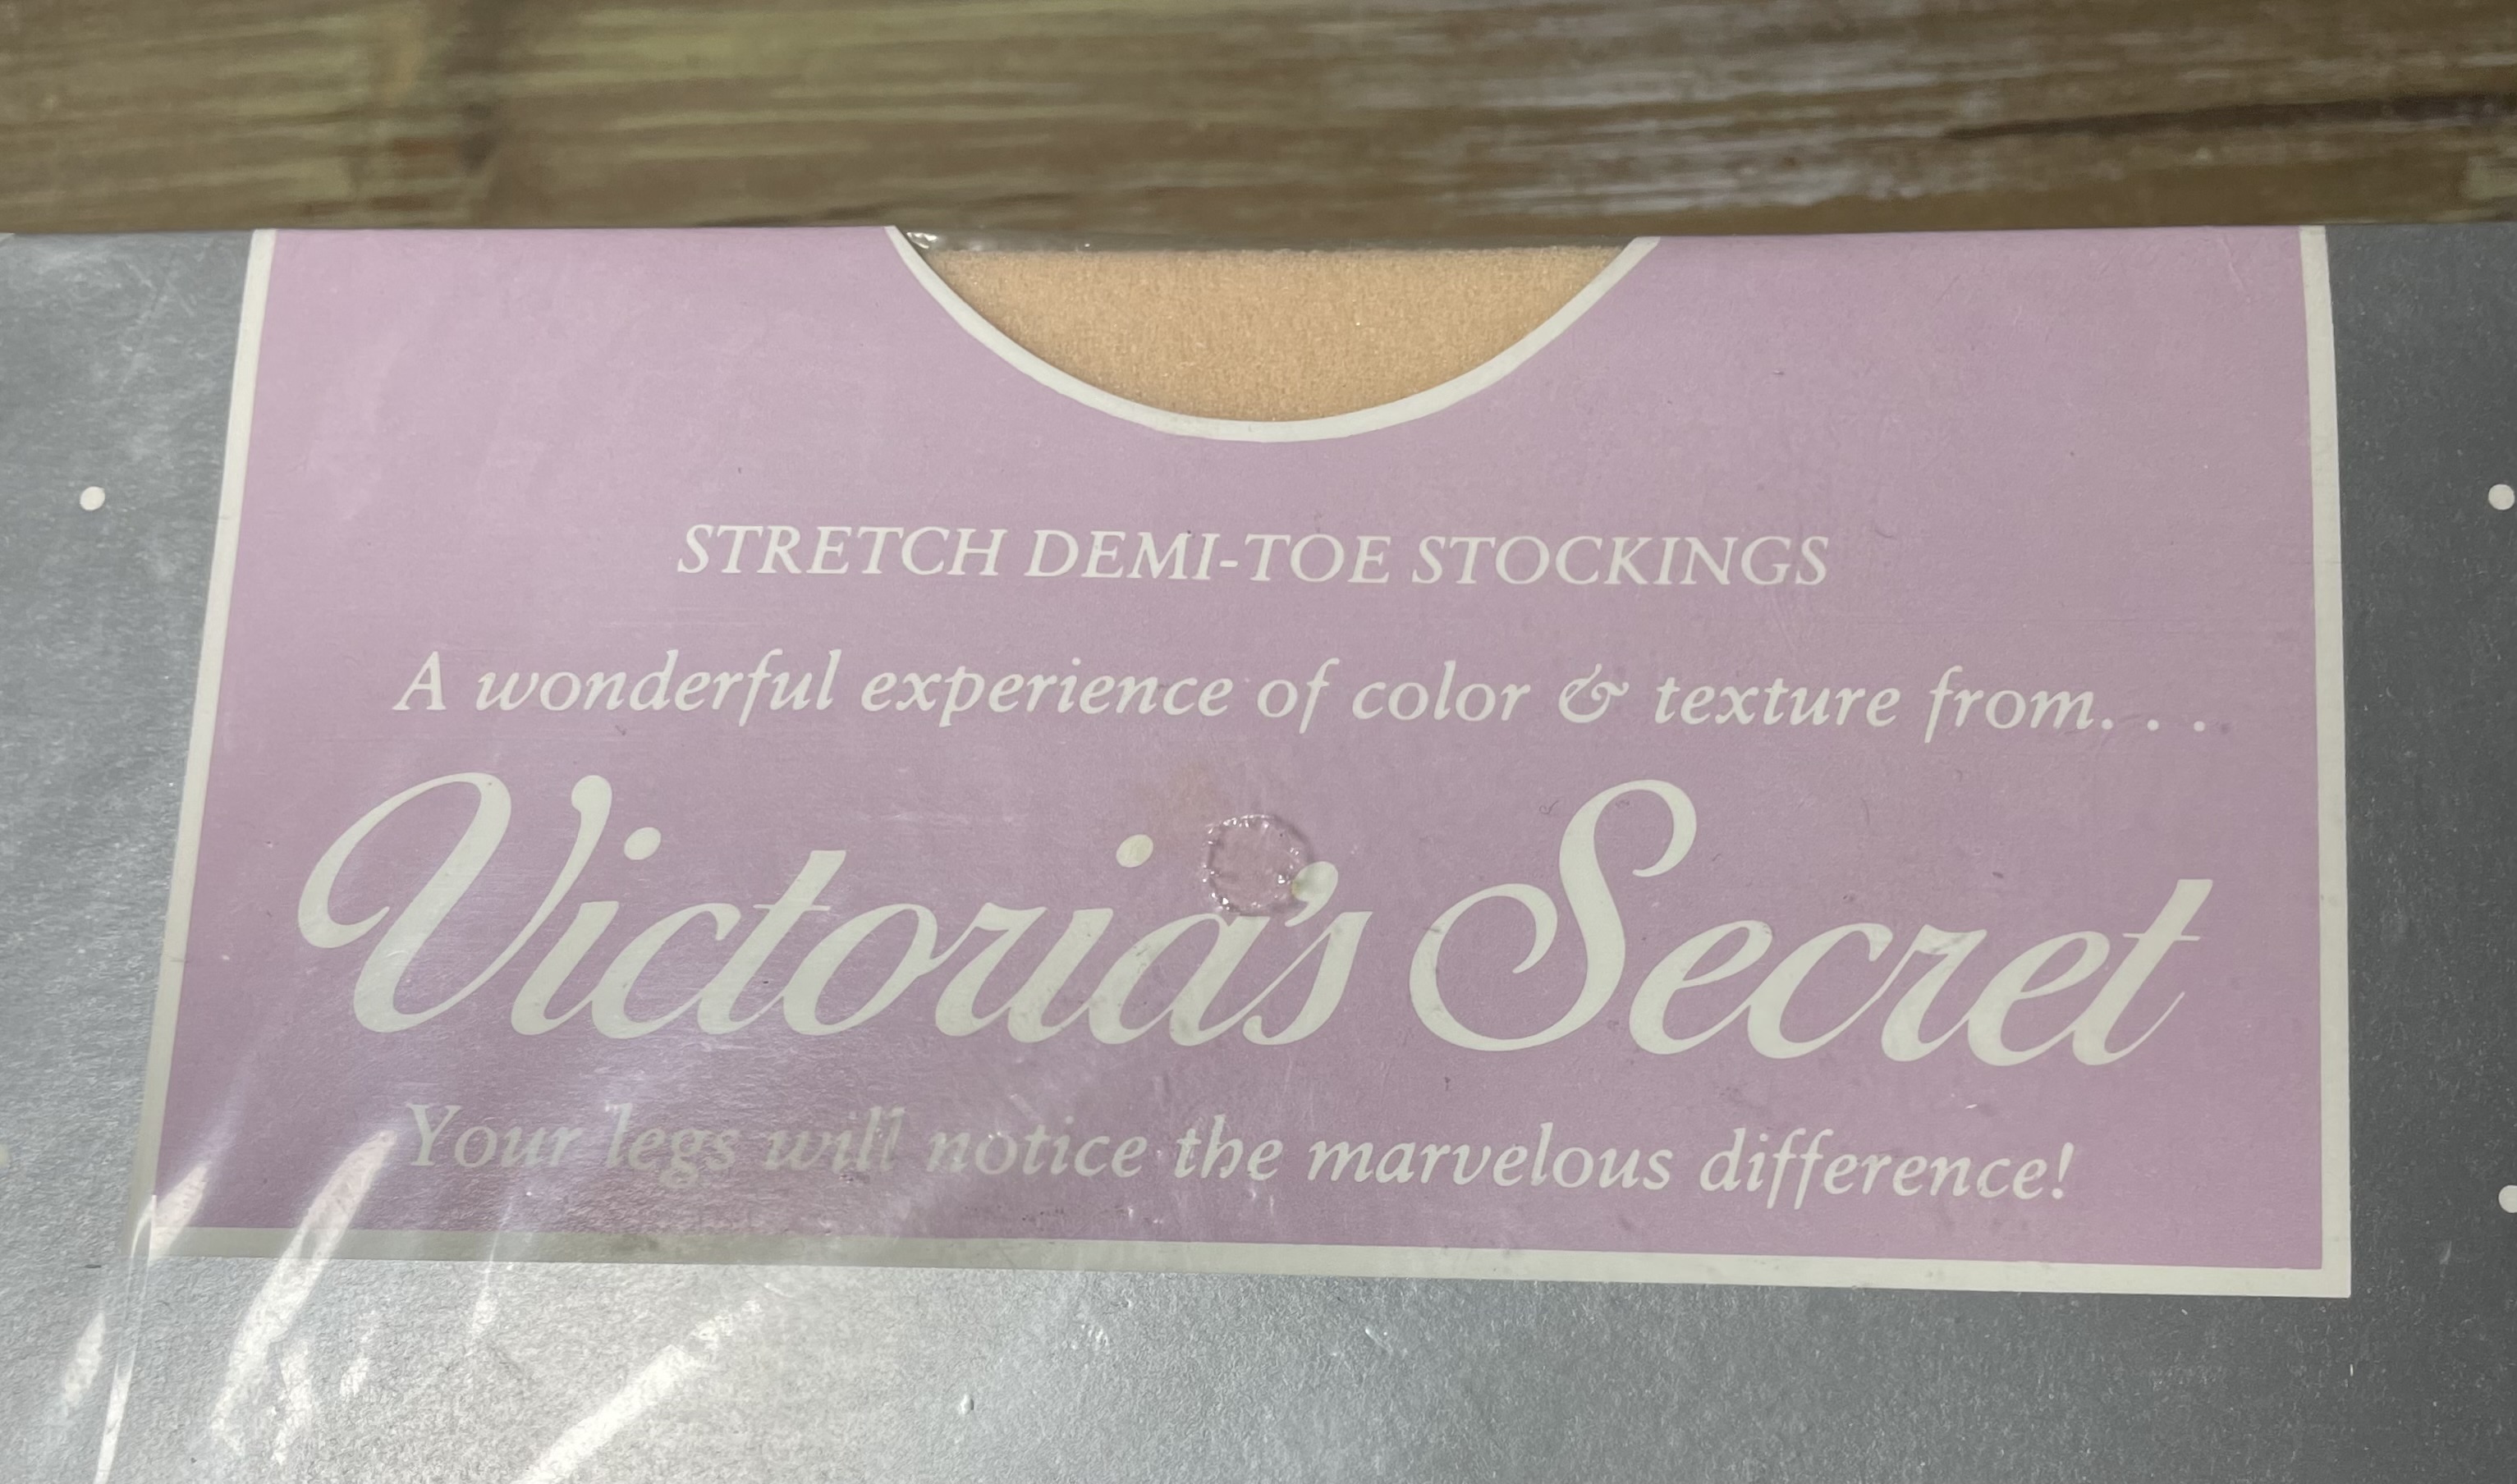 STRETCH DEMI-TOE STOCKINGS
A wonderful experience of color & texture from. . .
Victoria's Secret
Your legs will notice the marvelous difference!